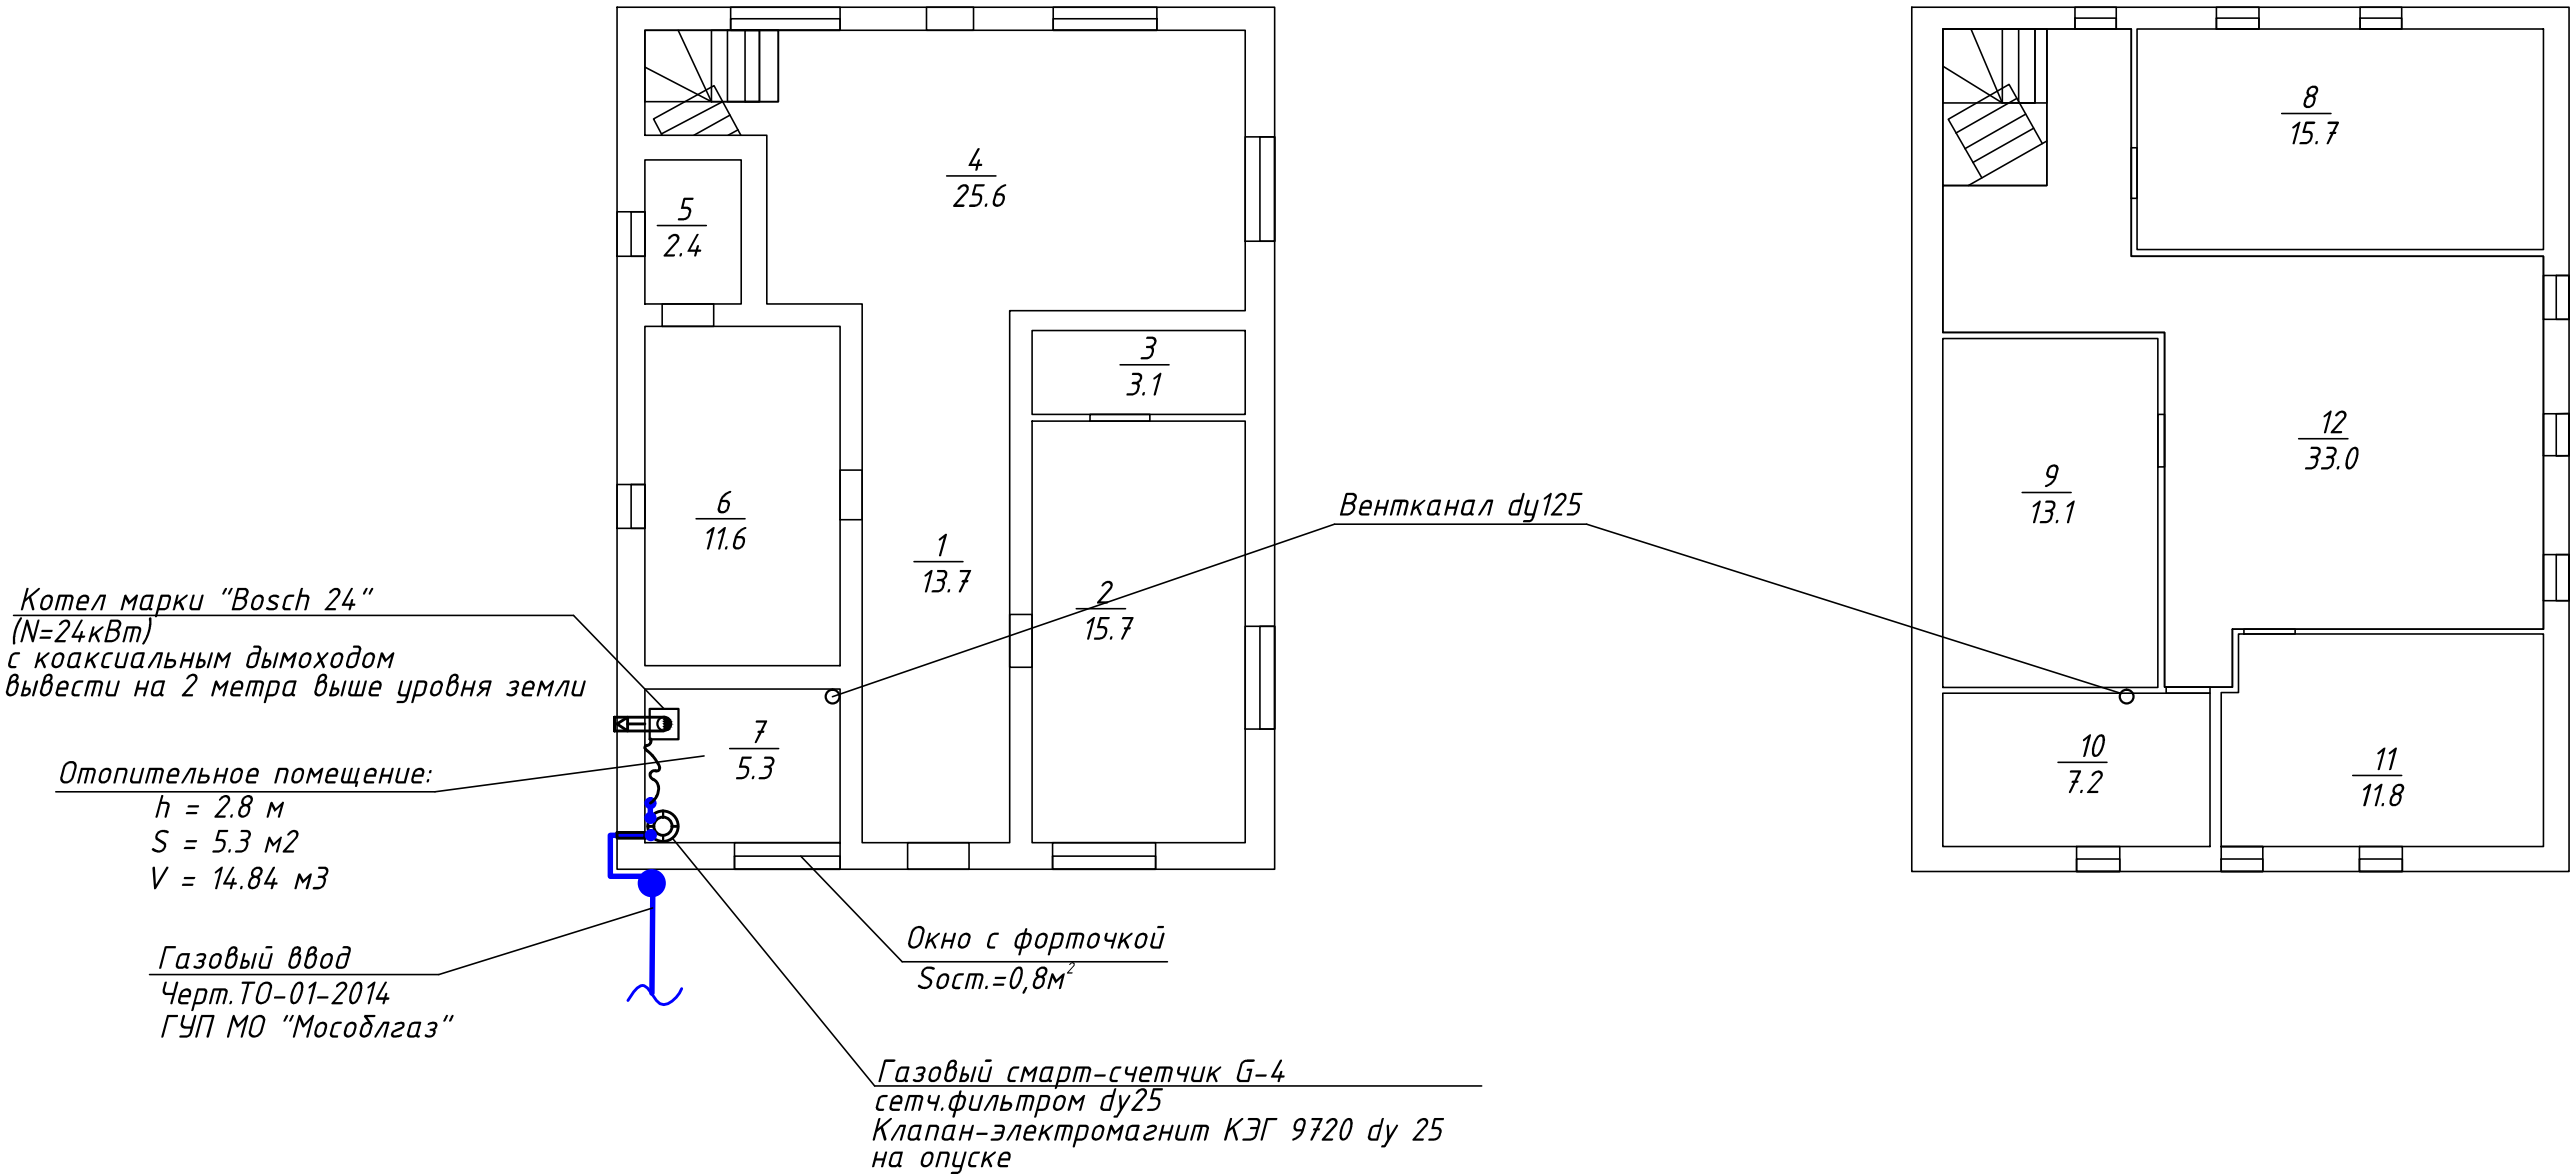 4
25.6
5
2.4
3
3.1
6
11.6
1
13.7
2
15.7
7
5.3
8
15.7
12
33.0
9
13.1
10
7.2
11
11.8
Вентканал dy125
Котел марки "Bosch 24"
(N=24кВт)
с коаксиальным дымоходом
вывести на 2 метра выше уровня земли
Отопительное помещение:
h = 2.8 м
S = 5.3 м2
V = 14.84 м3
Газовый ввод
Черт.ТО-01-2014
ГУП МО "Мособлгаз"
Окно с форточкой
Sост.=0,8м²
Газовый смарт-счетчик G-4
сетч.фильтром dy25
Клапан-электромагнит КЭГ 9720 dy 25
на опуске